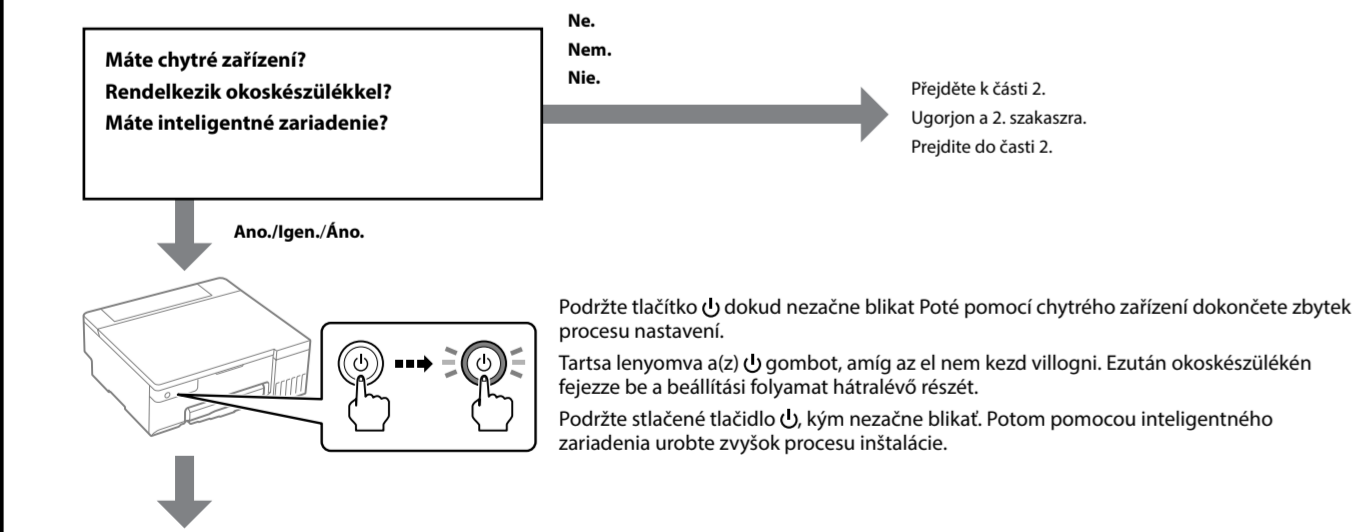 Ne.
Nem.
Nie.
Máte chytré zařízení?
Rendelkezik okoskészülékkel?
Máte inteligentné zariadenie?
Přejděte k části 2.
Ugorjon a 2. szakaszra.
Prejdite do časti 2.
Ano./Igen./Áno.
Podržte tlačítko ⏻ dokud nezačne blikat Poté pomocí chytrého zařízení dokončete zbytek
procesu nastavení.
Tartsa lenyomva a(z) ⏻ gombot, amíg az el nem kezd villogni. Ezután okoskészülékén
fejezze be a beállítási folyamat hátralévő részét.
Podržte stlačené tlačidlo ⏻, kým nezačne blikať. Potom pomocou inteligentného
zariadenia urobte zvyšok procesu inštalácie.